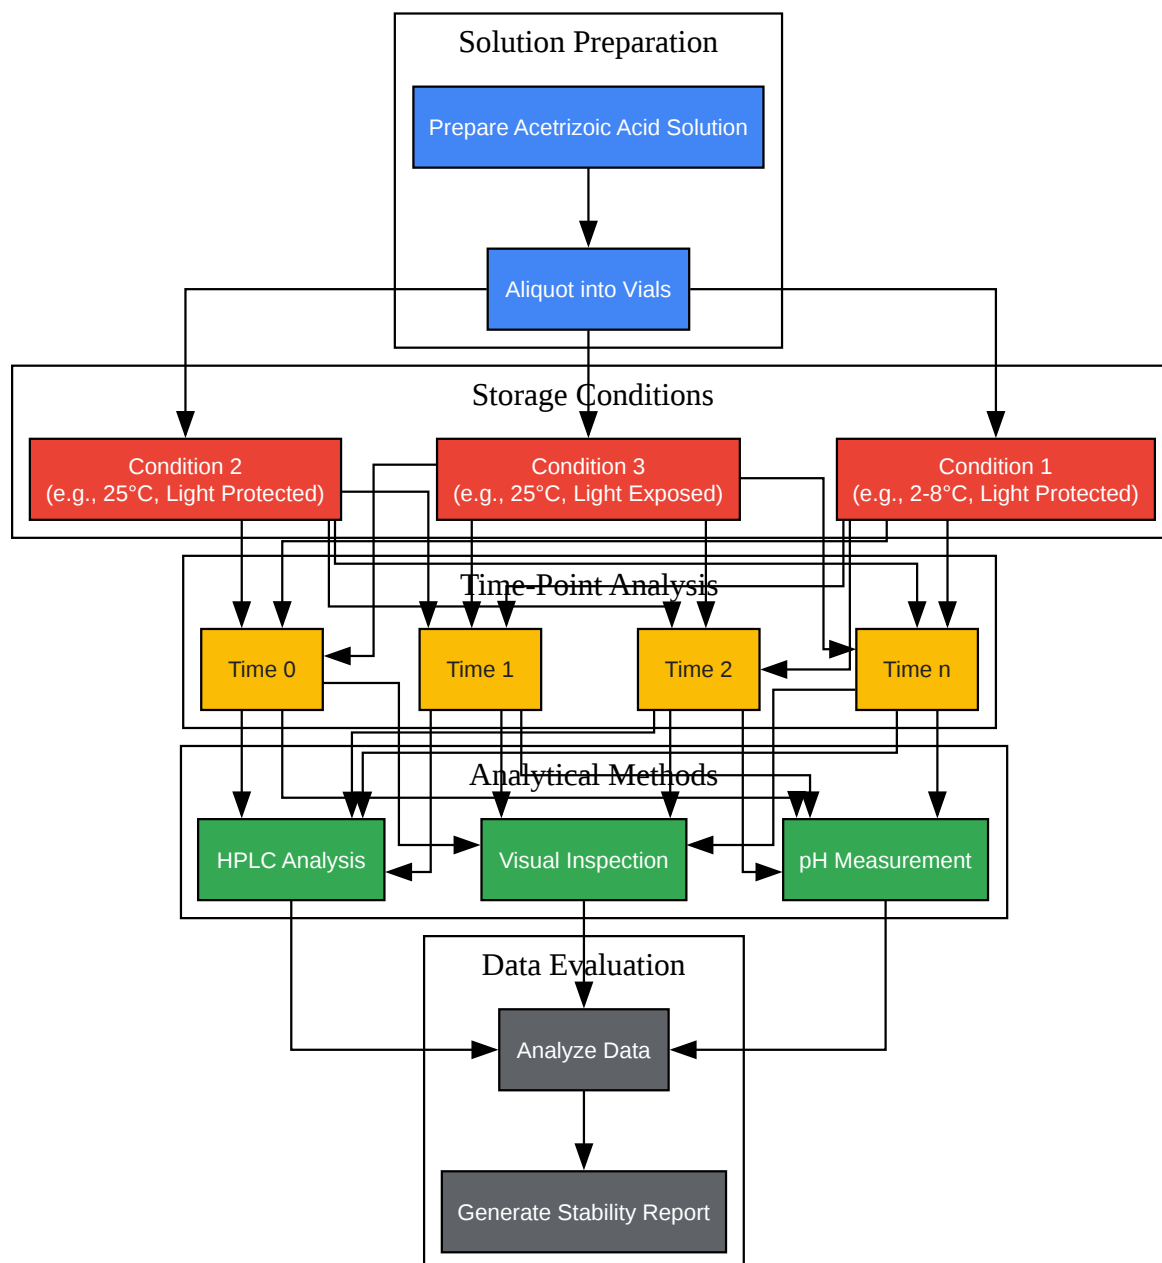 Solution Preparation
Prepare Acetrizoic Acid Solution
Aliquot into Vials
Storage Conditions
Condition 2
(e.g., 25°C, Light Protected)
Condition 3
(e.g., 25°C, Light Exposed)
Condition 1
(e.g., 2-8°C, Light Protected)
Time-Point Analysis
Time 0
Time 1
Time 2
Time n
Analytical Methods
HPLC Analysis
Visual Inspection
pH Measurement
Data Evaluation
Analyze Data
Generate Stability Report